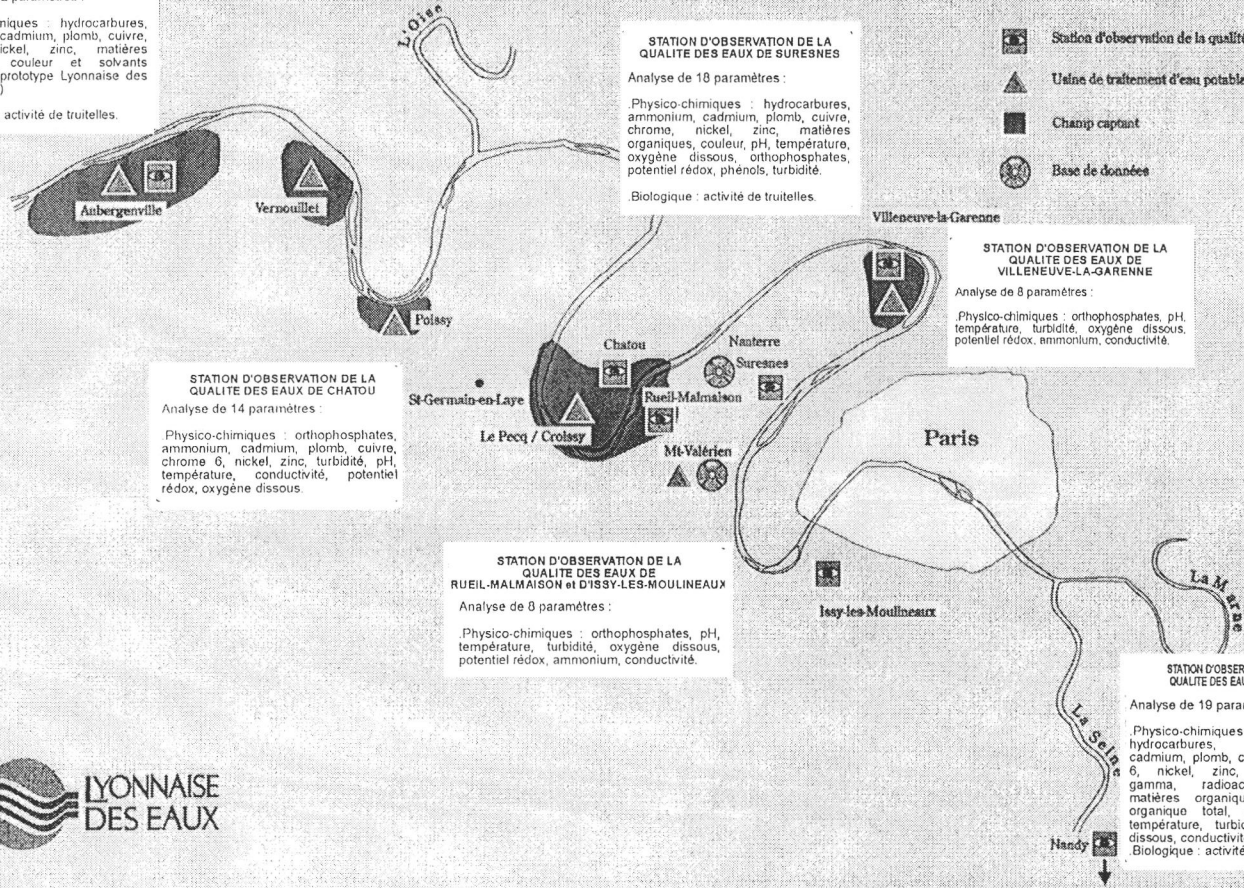 paramètres :
hydrocarbures,
cadmium, plomb, cuivre,
zinc, matières
couleur et solvants
prototype Lyonnaise des
activité de truitelles.
L'Oise
STATION D'OBSERVATION DE LA
QUALITE DES EAUX DE SURESNES
Analyse de 18 paramètres :
.Physico-chimiques : hydrocarbures,
ammonium, cadmium, plomb, cuivre,
chrome, nickel, zinc, matières
organiques, couleur, pH, température,
oxygène dissous, orthophosphates,
potentiel rédox, phénols, turbidité.
.Biologique : activité de truitelles.
Station d'observation de la qualité
Usine de traitement d'eau potable
Champ captant
Base de données
Aubergenville
Vernouillet
Poissy
Villeneuve-la-Garenne
STATION D'OBSERVATION DE LA
QUALITE DES EAUX DE
VILLENEUVE-LA-GARENNE
Analyse de 8 paramètres :
.Physico-chimiques : orthophosphates, pH,
température, turbidité, oxygène dissous,
potentiel rédox, ammonium, conductivité.
STATION D'OBSERVATION DE LA
QUALITE DES EAUX DE CHATOU
Analyse de 14 paramètres :
.Physico-chimiques : orthophosphates,
ammonium, cadmium, plomb, cuivre,
chrome 6, nickel, zinc, turbidité, pH,
température, conductivité, potentiel
rédox, oxygène dissous.
St-Germain-en-Laye
Chatou
Nanterre
Suresnes
Rueil-Malmaison
Le Pecq / Croissy
Mt-Valérien
Paris
STATION D'OBSERVATION DE LA
QUALITE DES EAUX DE
RUEIL-MALMAISON et D'ISSY-LES-MOULINEAUX
Analyse de 8 paramètres :
.Physico-chimiques : orthophosphates, pH,
température, turbidité, oxygène dissous,
potentiel rédox, ammonium, conductivité.
Issy-les-Moulineaux
La Marne
La Seine
STATION
QUALITE DES
Analyse de 19
.Physico-chimiques
hydrocarbures,
cadmium, plomb,
6, nickel, zinc,
gamma,
matières
organique total,
température,
dissous,
.Biologique : activité
Nandy
LYONNAISE
DES EAUX